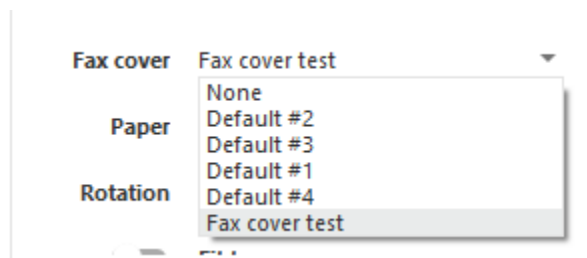 Fax cover Fax cover test
None
Default #2
Paper Default #3
Default #1
Rotation Default #4
Fax cover test